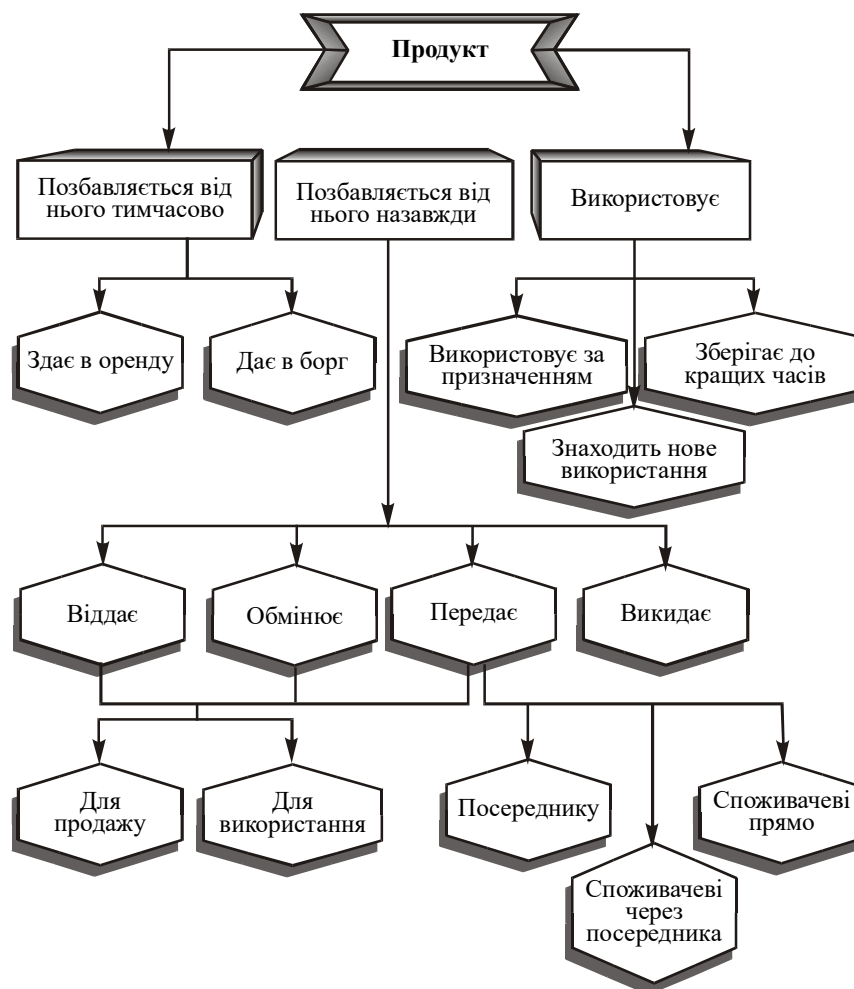 Продукт
Позбавляється від
нього тимчасово
Позбавляється від
нього назавжди
Використовує
Здає в оренду
Дає в борг
Використовує за
призначенням
Зберігає до
кращих часів
Знаходить нове
використання
Віддає
Обмінює
Передає
Викидає
Для
продажу
Для
використання
Посереднику
Споживачеві
прямо
Споживачеві
через
посередника